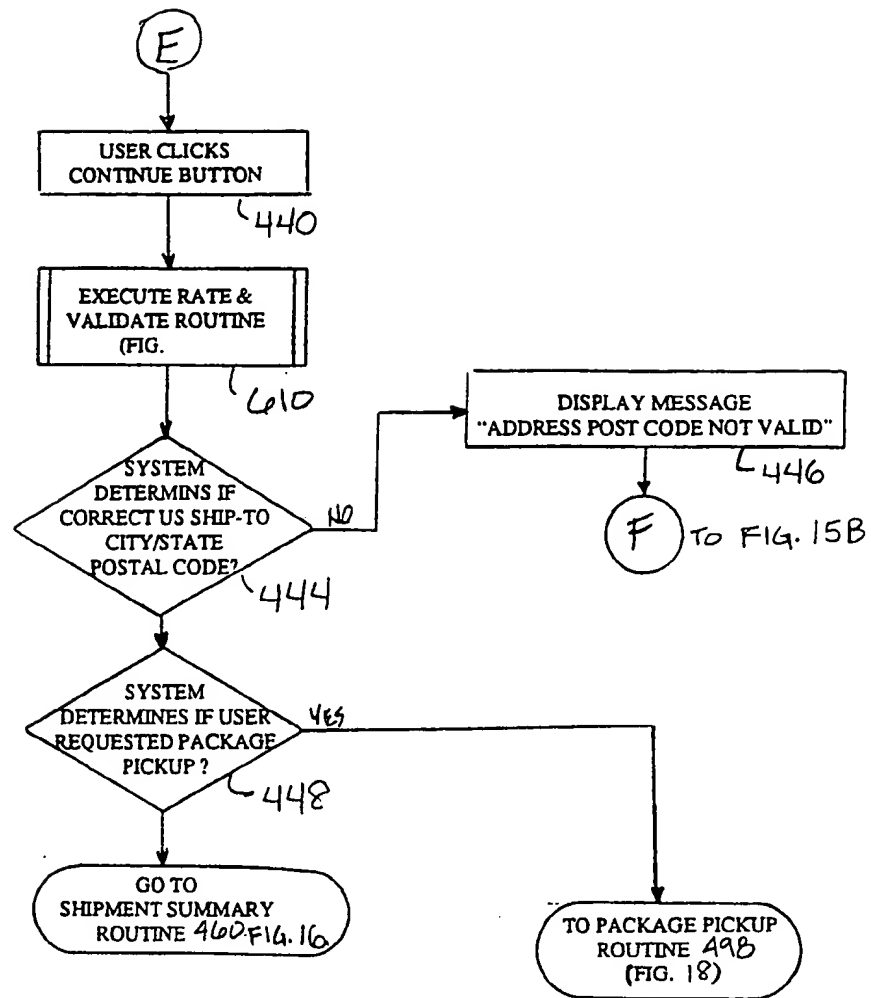 E
USER CLICKS
CONTINUE BUTTON
440
EXECUTE RATE &
VALIDATE ROUTINE
(FIG.
610
DISPLAY MESSAGE
"ADDRESS POST CODE NOT VALID"
446
F TO FIG. 15B
SYSTEM
DETERMINS IF
CORRECT US SHIP-TO
CITY/STATE
POSTAL CODE?
NO
444
SYSTEM
DETERMINES IF USER
REQUESTED PACKAGE
PICKUP ?
YES
448
GO TO
SHIPMENT SUMMARY
ROUTINE 460 FIG. 16
TO PACKAGE PICKUP
ROUTINE 498
(FIG. 18)